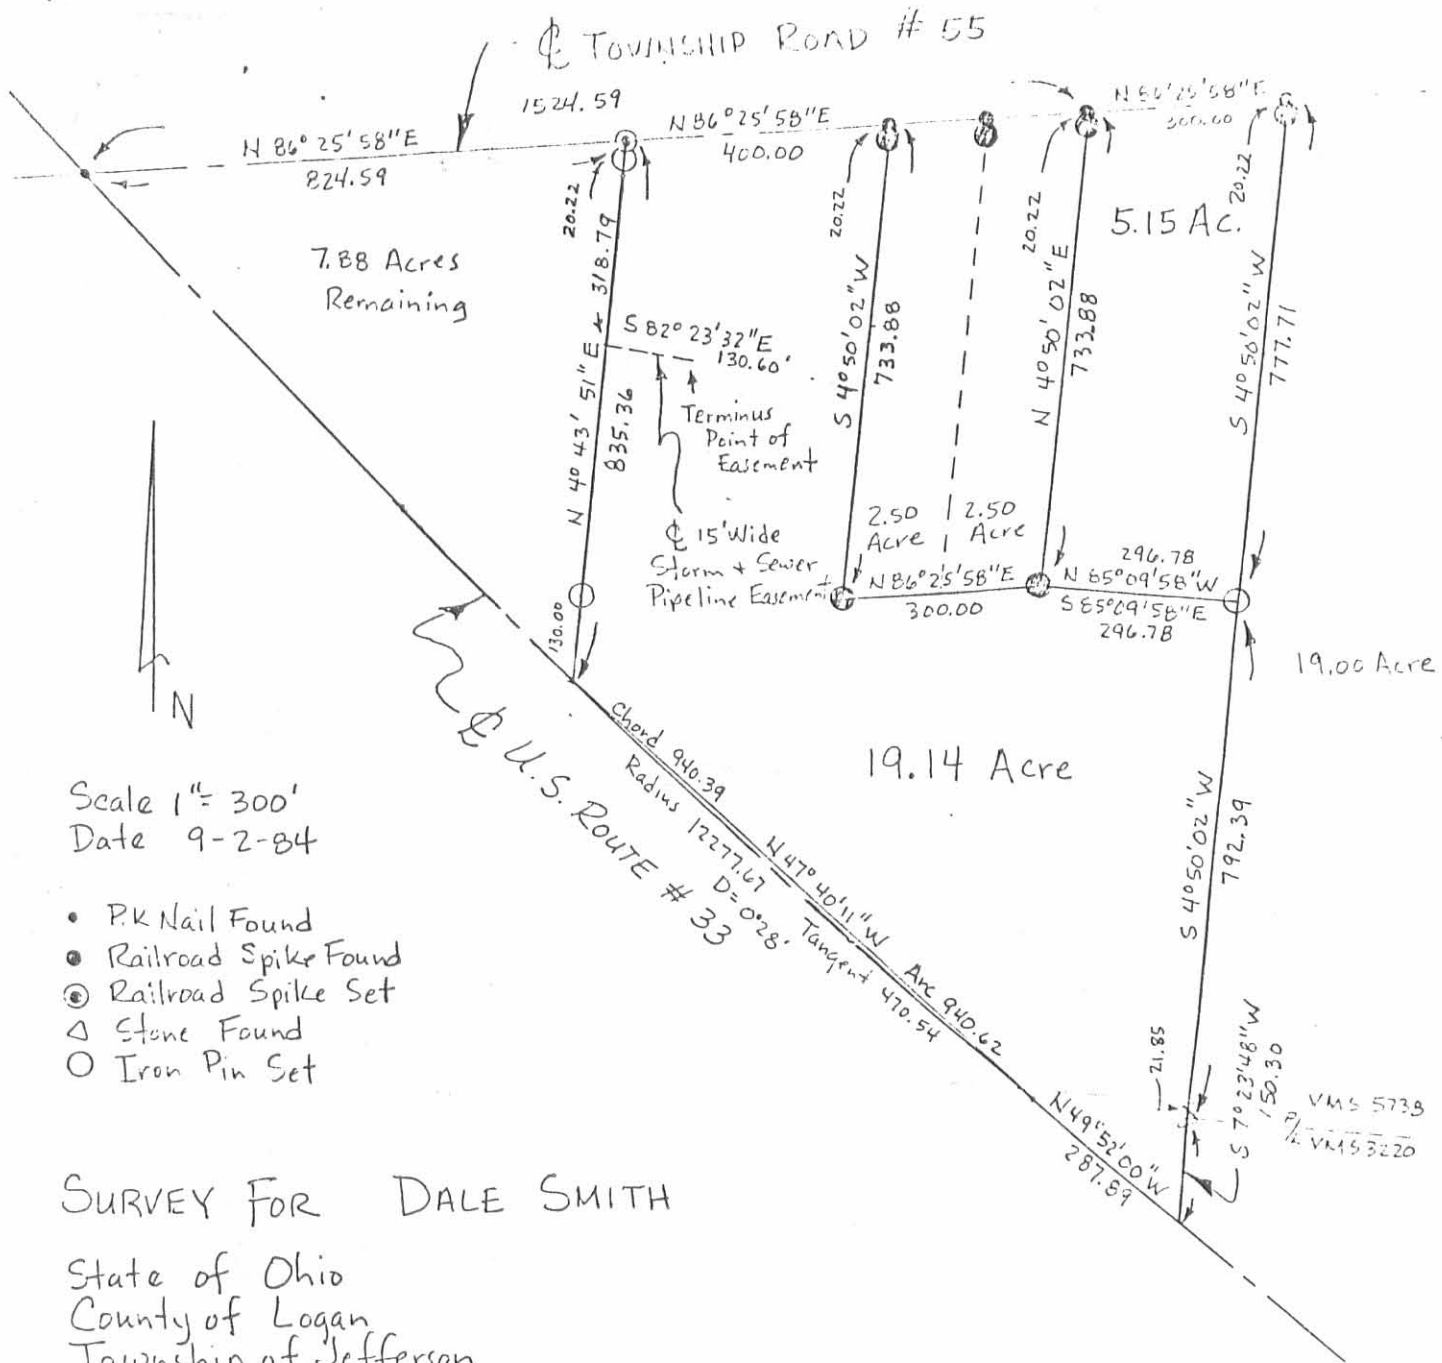 ℄ TOWNSHIP ROAD # 55
1524.59
N 86° 25' 58" E
824.59
N 86° 25' 58" E
400.00
N 86° 25' 58" E
300.00
20.22
20.22
20.22
20.22
7.88 Acres
Remaining
5.15 Ac.
N 4° 43' 51" E
318.79
835.36
130.00
S 82° 23' 32" E
130.60'
Terminus
Point of
Easement
℄ 15' Wide
Storm + Sewer
Pipeline Easement
S 4° 50' 02" W
733.88
N 4° 50' 02" E
733.88
S 4° 50' 02" W
777.71
2.50
Acre
2.50
Acre
N 86° 25' 58" E
300.00
296.78
N 85° 09' 58" W
S 85° 09' 58" E
296.78
19.00 Acre
19.14 Acre
N
℄ U.S. ROUTE # 33
Chord 940.39
Radius 12277.67
D= 0°28'
N 47° 40' 11" W
Tangent 470.54
Arc 940.62
S 4° 50' 02" W
792.39
21.85
S 7° 23' 48" W
150.30
VMS 5738
P/L
VMS 3220
N 49° 52' 00" W
287.89
Scale 1" = 300'
Date 9-2-84
P.K Nail Found
Railroad Spike Found
Railroad Spike Set
Stone Found
Iron Pin Set
SURVEY FOR DALE SMITH
State of Ohio
County of Logan
Township of Jefferson